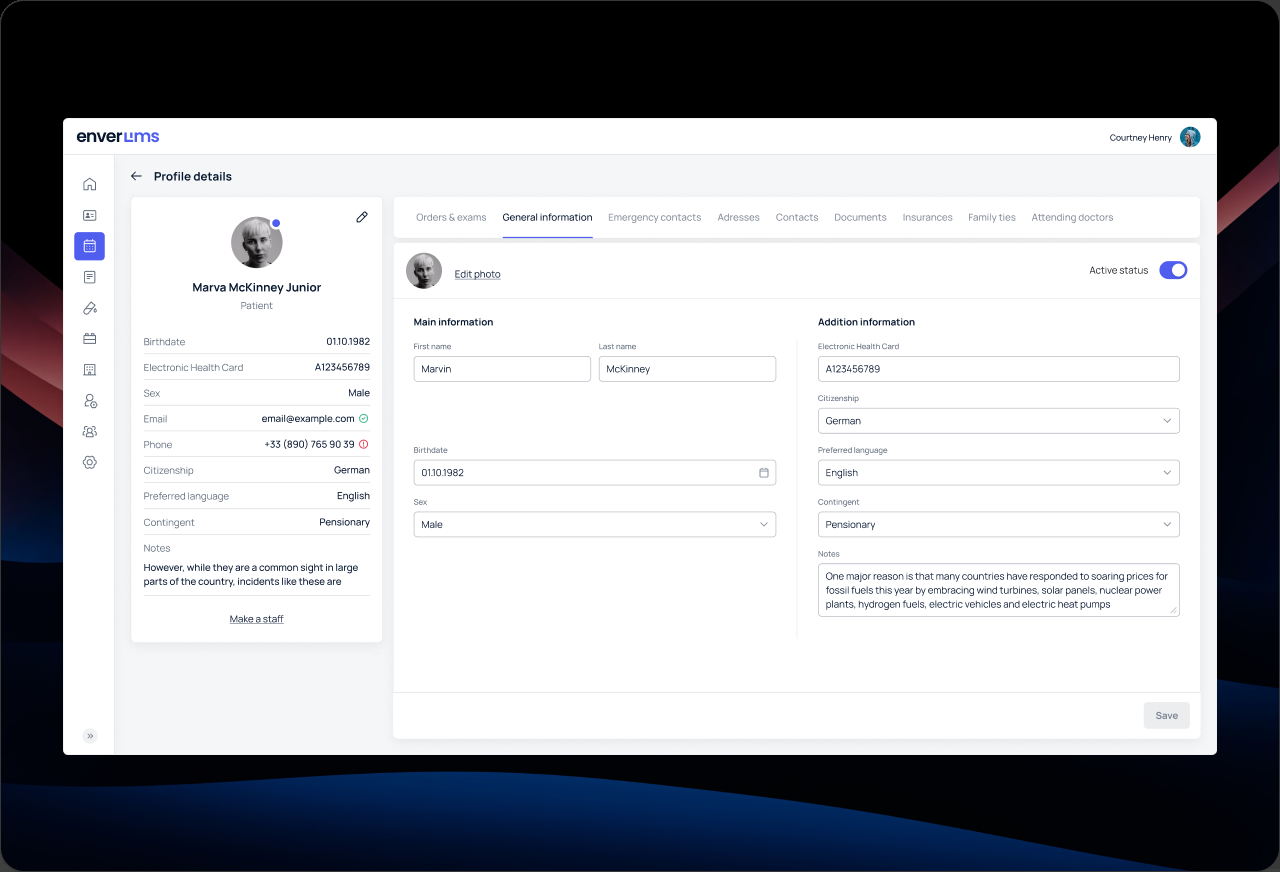 enverLIMS
Courtney Henry
Profile details
Marva McKinney Junior
Patient
Birthdate 01.10.1982
Electronic Health Card A123456789
Sex Male
Email email@example.com
Phone +33 (890) 765 90 39
Citizenship German
Preferred language English
Contingent Pensionary
Notes
However, while they are a common sight in large
parts of the country, incidents like these are
Make a staff
Orders & exams General information Emergency contacts Adresses Contacts Documents Insurances Family ties Attending doctors
Edit photo
Active status
Main information
First name Last name
Marvin McKinney
Birthdate
01.10.1982
Sex
Male
Addition information
Electronic Health Card
A123456789
Citizenship
German
Preferred language
English
Contingent
Pensionary
Notes
One major reason is that many countries have responded to soaring prices for
fossil fuels this year by embracing wind turbines, solar panels, nuclear power
plants, hydrogen fuels, electric vehicles and electric heat pumps
Save